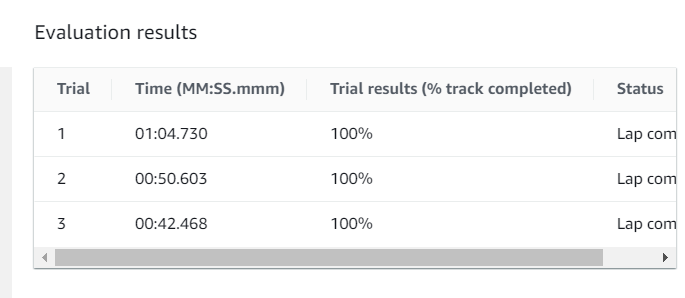 Evaluation results
Trial Time (MM:SS.mmm) Trial results (% track completed) Status
1 01:04.730 100% Lap com
2 00:50.603 100% Lap com
3 00:42.468 100% Lap com